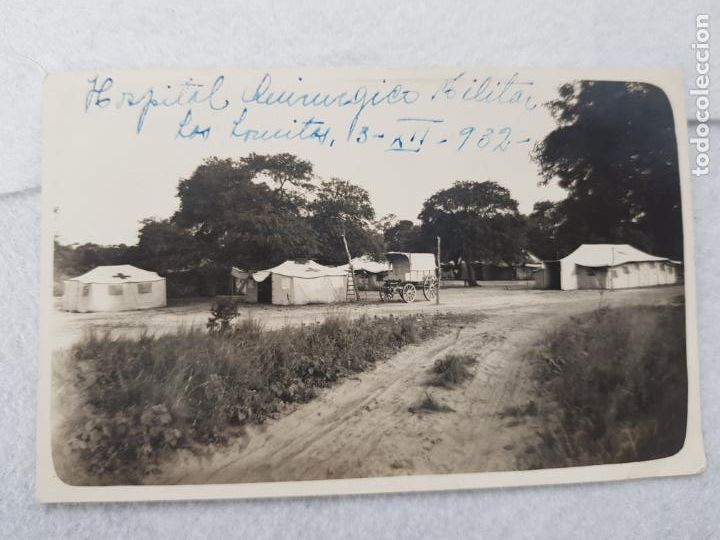 Hospital Quirurgico Militar
Las Lomitas, 13-XII-932-
todocoleccion